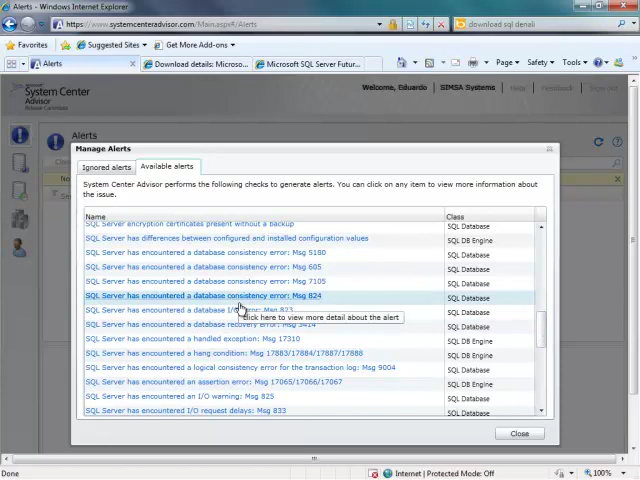 Alerts - Windows Internet Explorer
https://www.systemcenteradvisor.com/Main.aspx#/Alerts
download sql denali
Favorites
Suggested Sites
Get More Add-ons
Alerts
Download details: Microso...
Microsoft SQL Server Futur...
Page
Safety
Tools
System Center
Advisor
Welcome, Eduardo
SIMSA Systems
Help
Feedback
Sign out
Alerts
Manage Alerts
Ignored alerts
Available alerts
System Center Advisor performs the following checks to generate alerts. You can click on any item to view more information about
the issue.
Name
Class
SQL Server encryption certificates present without a backup
SQL Database
SQL Server has differences between configured and installed configuration values
SQL DB Engine
SQL Server has encountered a database consistency error: Msg 5180
SQL Database
SQL Server has encountered a database consistency error: Msg 605
SQL Database
SQL Server has encountered a database consistency error: Msg 7105
SQL Database
SQL Server has encountered a database consistency error: Msg 824
SQL Database
SQL Server has encountered a database I/O error: Msg 823
click here to view more detail about the alert
SQL Server has encountered a database recovery error: Msg 3414
SQL Database
SQL Server has encountered a handled exception: Msg 17310
SQL DB Engine
SQL Server has encountered a hang condition: Msg 17883/17884/17887/17888
SQL DB Engine
SQL Server has encountered a logical consistency error for the transaction log: Msg 9004
SQL Database
SQL Server has encountered an assertion error: Msg 17065/17066/17067
SQL DB Engine
SQL Server has encountered an I/O warning: Msg 825
SQL Database
SQL Server has encountered I/O request delays: Msg 833
SQL Database
Close
Done
Internet | Protected Mode: Off
100%